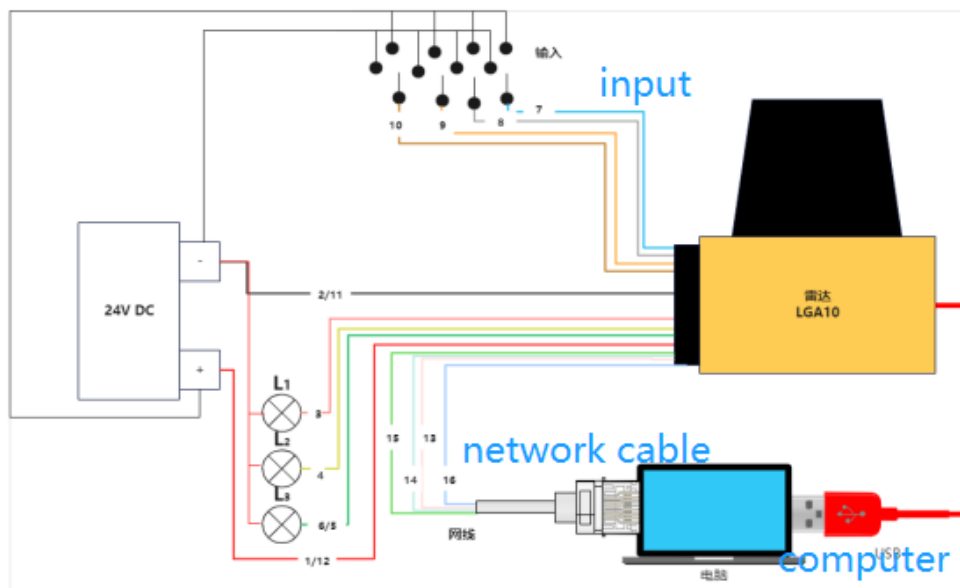 输入
input
7
10
9
8
-
24V DC
2/11
雷达
LGA10
+
L1
3
L2
4
15
13
network cable
14
16
L3
6/5
网线
1/12
USB
computer
电脑